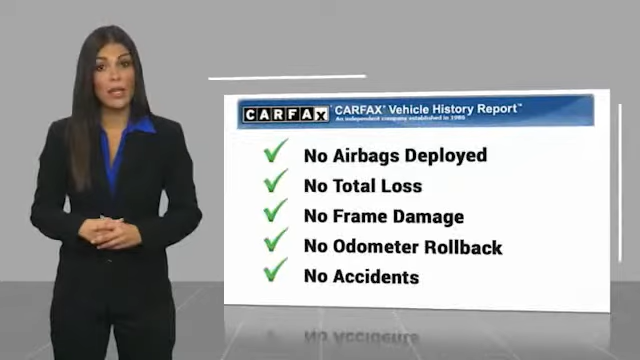 CARFAX CARFAX® Vehicle History Report™
An independent company established in 1986
No Airbags Deployed
No Total Loss
No Frame Damage
No Odometer Rollback
No Accidents